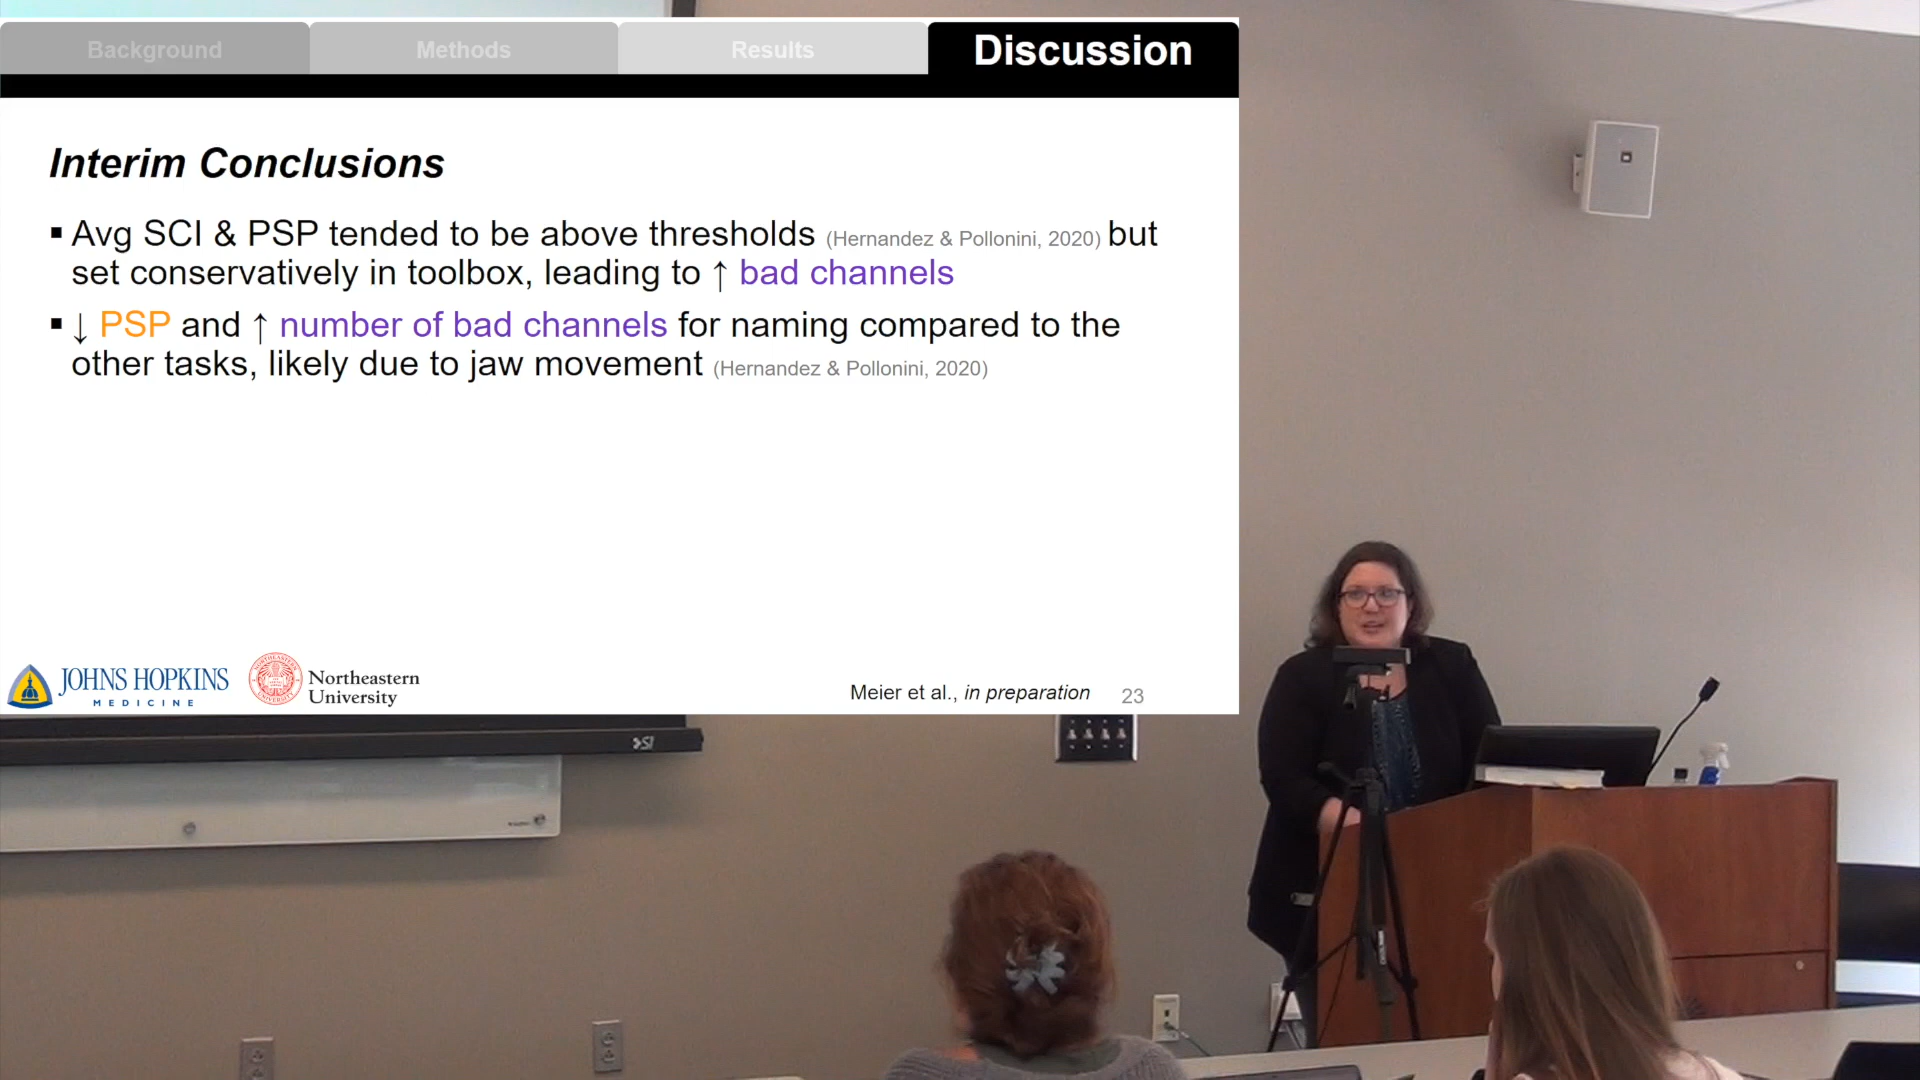 Background
Methods
Results
Discussion
Interim Conclusions
▪ Avg SCI & PSP tended to be above thresholds (Hernandez & Pollonini, 2020) but
set conservatively in toolbox, leading to ↑ bad channels
▪ ↓ PSP and ↑ number of bad channels for naming compared to the
other tasks, likely due to jaw movement (Hernandez & Pollonini, 2020)
JOHNS HOPKINS
MEDICINE
Northeastern
University
Meier et al., in preparation
23